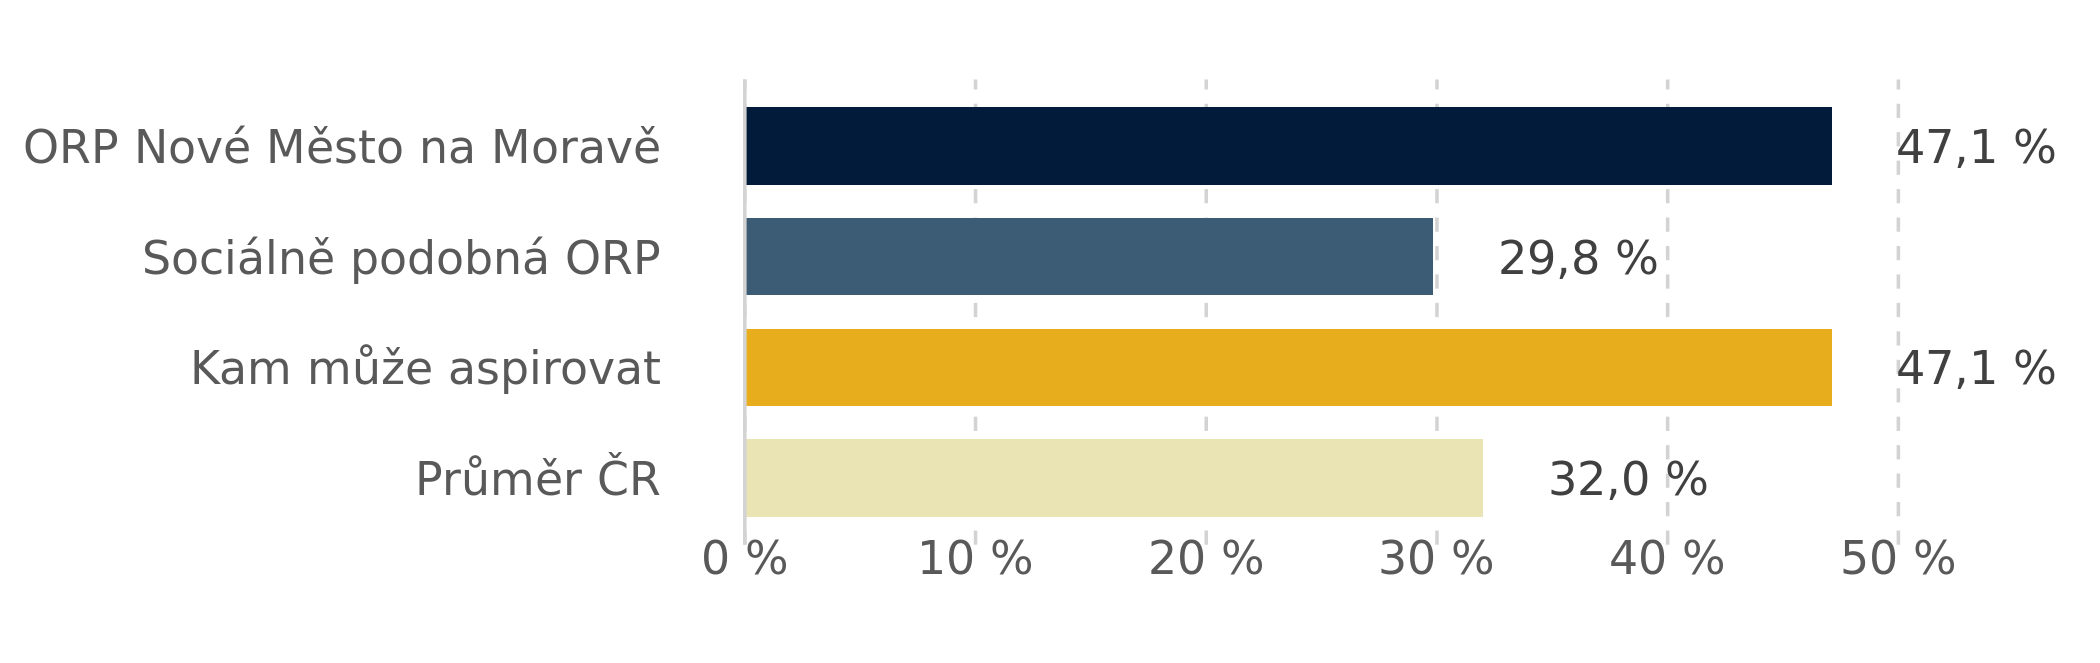 ORP Nové Město na Moravě 47,1 %
Sociálně podobná ORP 29,8 %
Kam může aspirovat 47,1 %
Průměr ČR 32,0 %
0 % 10 % 20 % 30 % 40 % 50 %